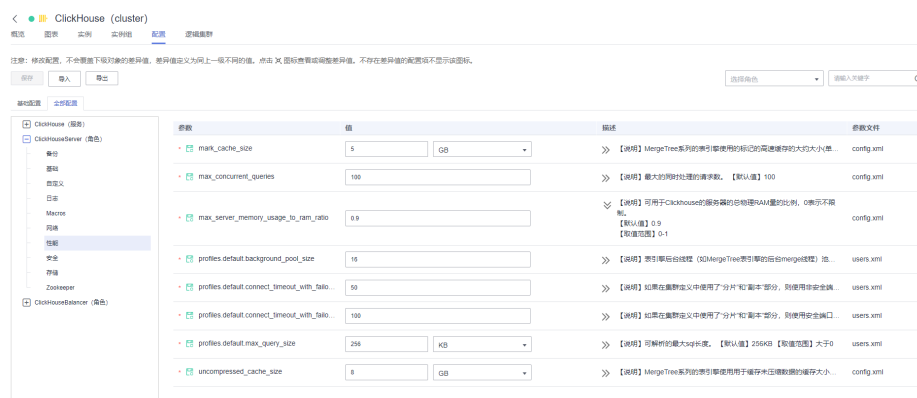 ClickHouse（cluster）
概览 图表 实例 实例组 配置 逻辑集群
注意：修改配置，不会覆盖下级对象的差异值，差异值定义为同上一级不同的值。点击 图标查看或调整差异值。不存在差异值的配置项不显示该图标。
保存 导入 导出 选择角色 请输入关键字
基础配置 全部配置
ClickHouse（服务）
ClickHouseServer（角色）
备份
基础
自定义
日志
Macros
网络
性能
安全
存储
Zookeeper
ClickHouseBalancer（角色）
参数 值 描述 参数文件
* mark_cache_size 5 GB 【说明】MergeTree系列的表引擎使用的标记的高速缓存的大约大小(单... config.xml
* max_concurrent_queries 100 【说明】最大的同时处理的请求数。 【默认值】100 config.xml
* max_server_memory_usage_to_ram_ratio 0.9 【说明】可用于Clickhouse的服务器的总物理RAM量的比例，0表示不限
制。
【默认值】0.9
【取值范围】0-1
config.xml
* profiles.default.background_pool_size 16 【说明】表引擎后台线程（如MergeTree表引擎的后台merge线程）池... users.xml
* profiles.default.connect_timeout_with_failo... 50 【说明】如果在集群定义中使用了“分片”和“副本”部分，则使用非安全端... users.xml
* profiles.default.connect_timeout_with_failo... 100 【说明】如果在集群定义中使用了“分片”和“副本”部分，则使用安全端口... users.xml
* profiles.default.max_query_size 256 KB 【说明】可解析的最大sql长度。 【默认值】256KB 【取值范围】大于0 users.xml
* uncompressed_cache_size 8 GB 【说明】MergeTree系列的表引擎使用用于缓存未压缩数据的缓存大小... config.xml